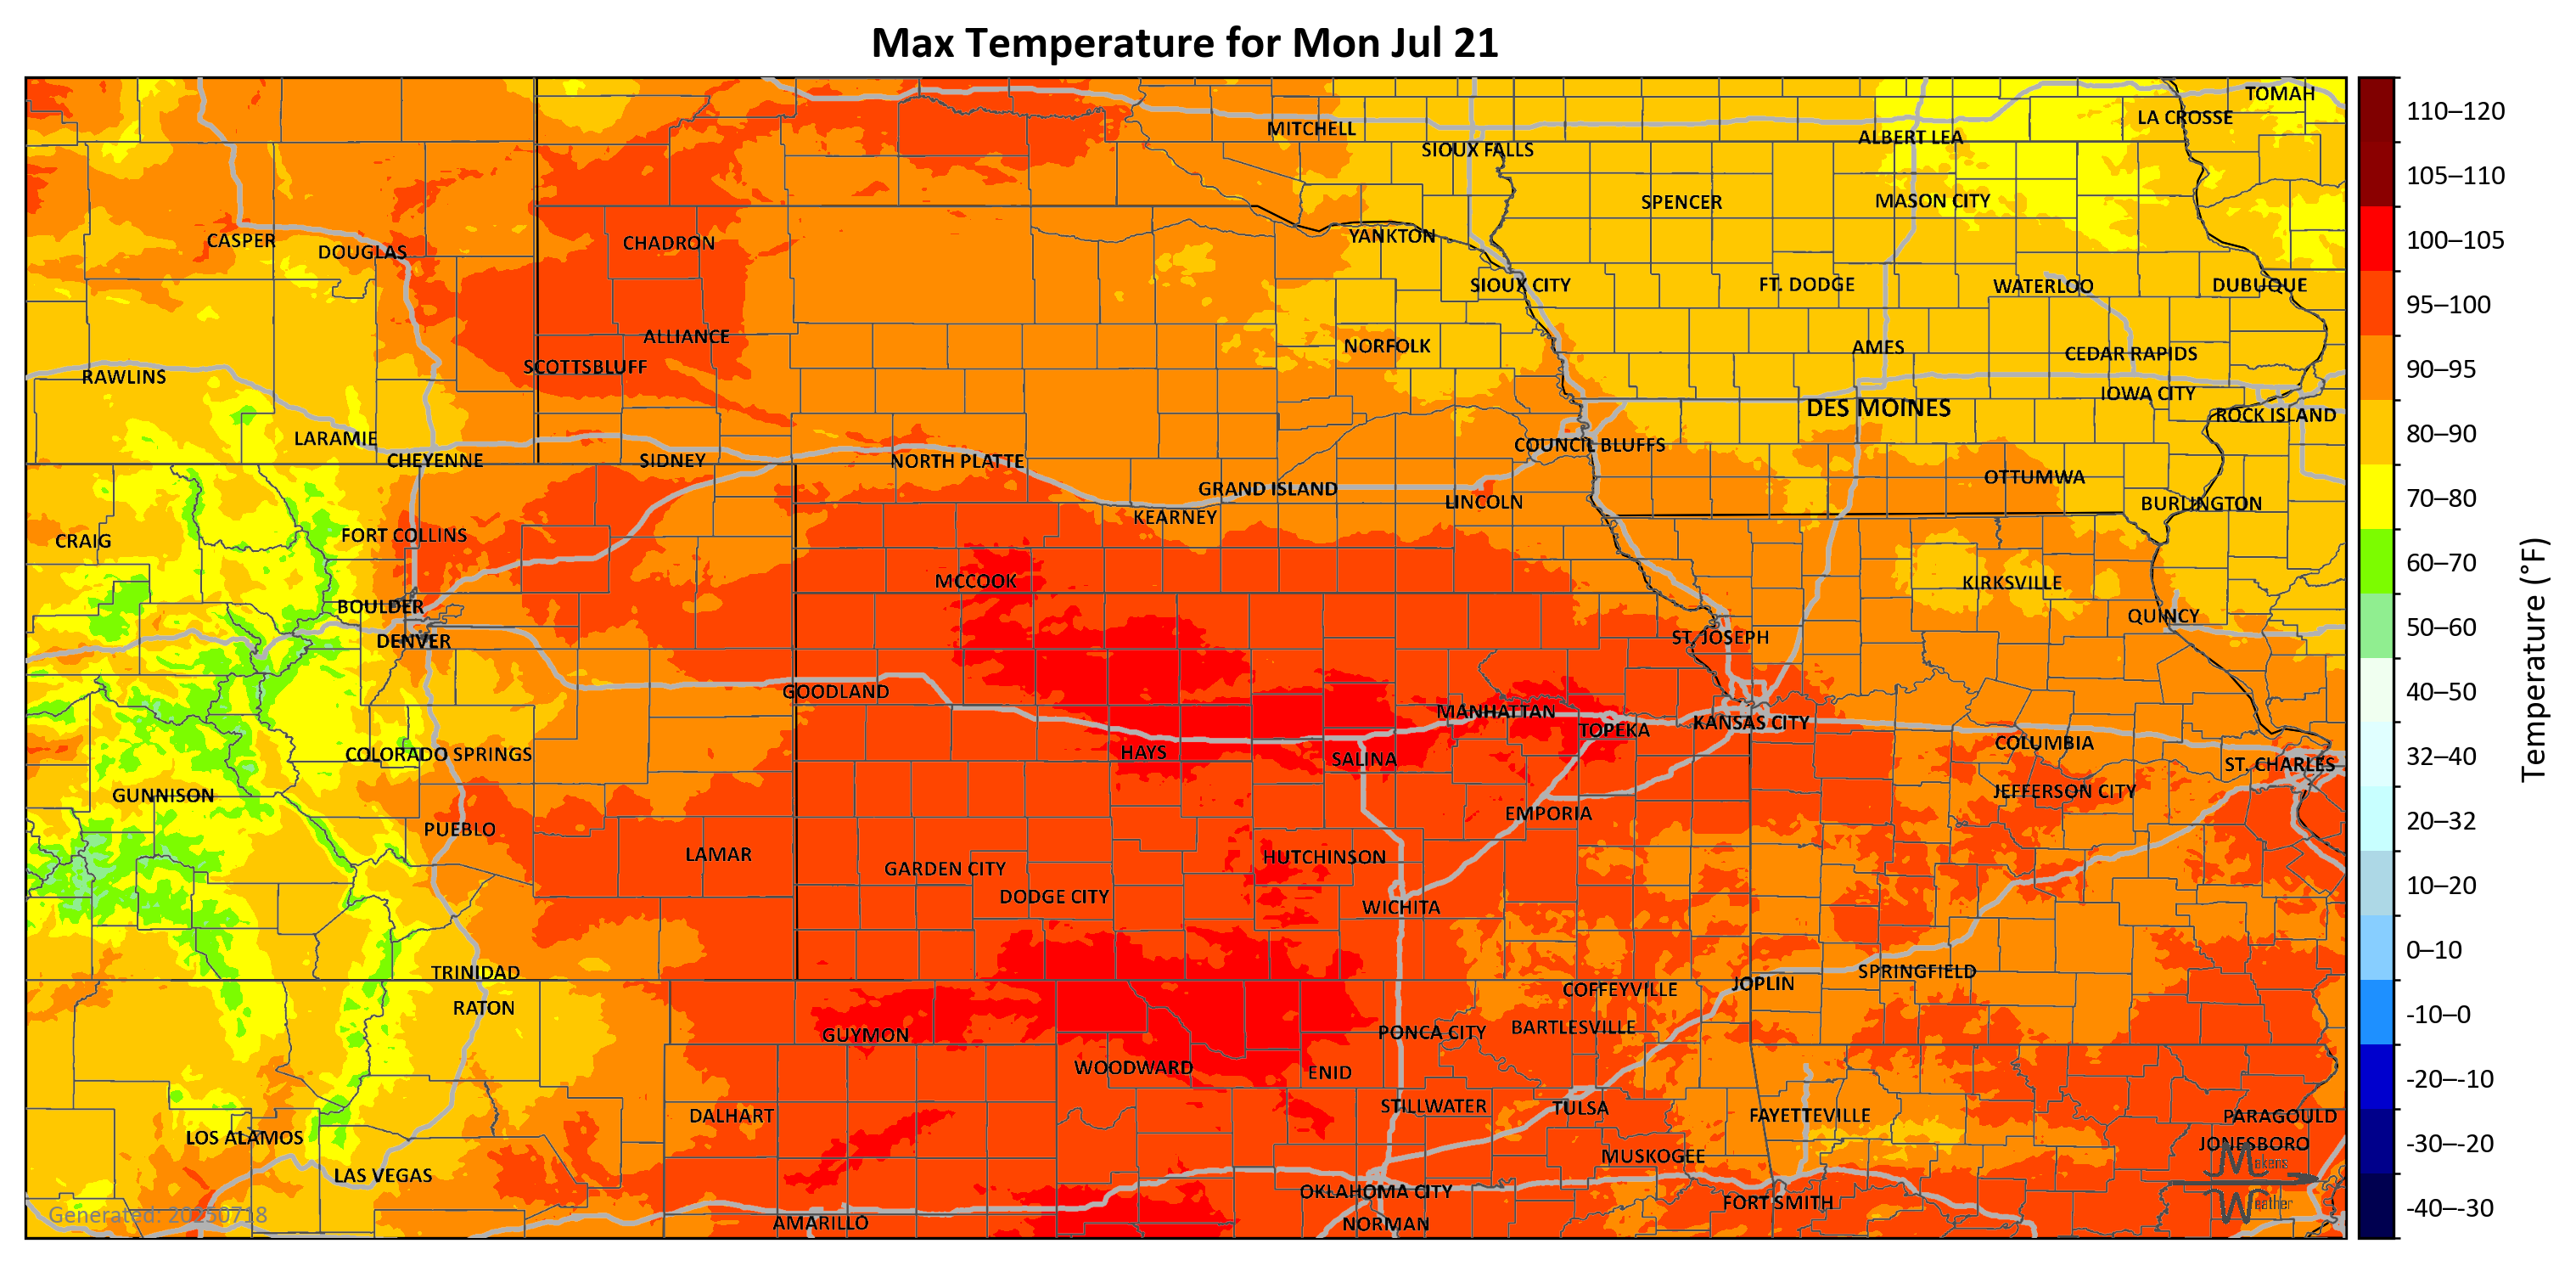 Max Temperature for Mon Jul 21
TOMAH
LA CROSSE
MITCHELL
ALBERT LEA
SIOUX FALLS
SPENCER
MASON CITY
YANKTON
CASPER
CHADRON
DOUGLAS
SIOUX CITY
FT. DODGE
WATERLOO
DUBUQUE
ALLIANCE
NORFOLK
AMES
CEDAR RAPIDS
SCOTTSBLUFF
RAWLINS
IOWA CITY
DES MOINES
ROCK ISLAND
LARAMIE
COUNCIL BLUFFS
CHEYENNE
SIDNEY
NORTH PLATTE
OTTUMWA
GRAND ISLAND
LINCOLN
BURLINGTON
KEARNEY
FORT COLLINS
CRAIG
MCCOOK
KIRKSVILLE
BOULDER
QUINCY
ST. JOSEPH
DENVER
GOODLAND
MANHATTAN
KANSAS CITY
TOPEKA
COLUMBIA
HAYS
COLORADO SPRINGS
SALINA
ST. CHARLES
JEFFERSON CITY
GUNNISON
EMPORIA
PUEBLO
LAMAR
HUTCHINSON
GARDEN CITY
DODGE CITY
WICHITA
TRINIDAD
SPRINGFIELD
JOPLIN
COFFEYVILLE
RATON
BARTLESVILLE
PONCA CITY
GUYMON
WOODWARD
ENID
STILLWATER
TULSA
DALHART
FAYETTEVILLE
PARAGOULD
LOS ALAMOS
JONESBORO
MUSKOGEE
LAS VEGAS
OKLAHOMA CITY
FORT SMITH
AMARILLO
NORMAN
Makens
Weather
Generated: 20250718
110–120
105–110
100–105
95–100
90–95
80–90
70–80
60–70
50–60
40–50
32–40
20–32
10–20
0–10
-10–0
-20–-10
-30–-20
-40–-30
Temperature (°F)